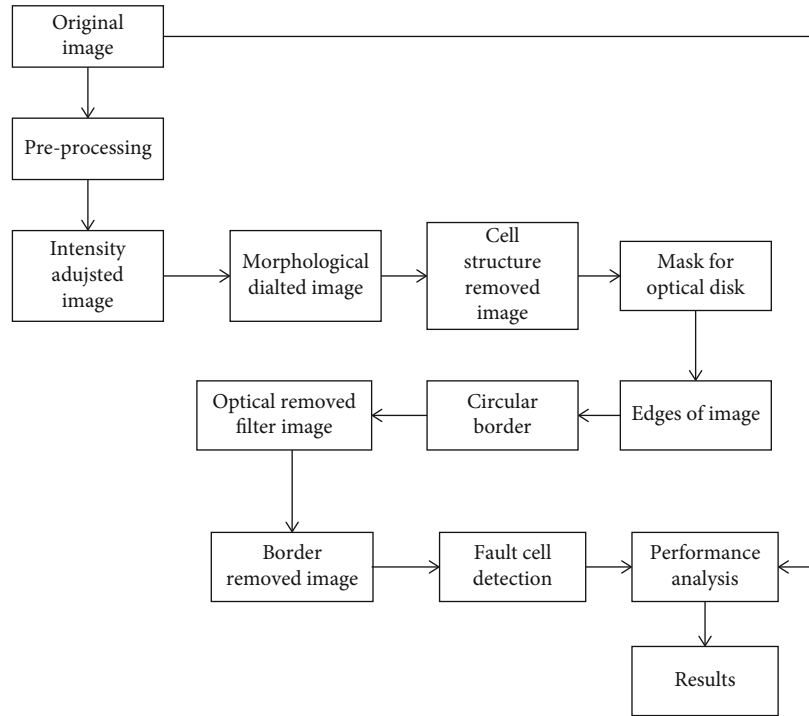 Original
image
Pre-processing
Intensity
adujsted
image
Morphological
dialted image
Cell
structure
removed
image
Mask for
optical disk
Edges of image
Circular
border
Optical removed
filter image
Border
removed image
Fault cell
detection
Performance
analysis
Results